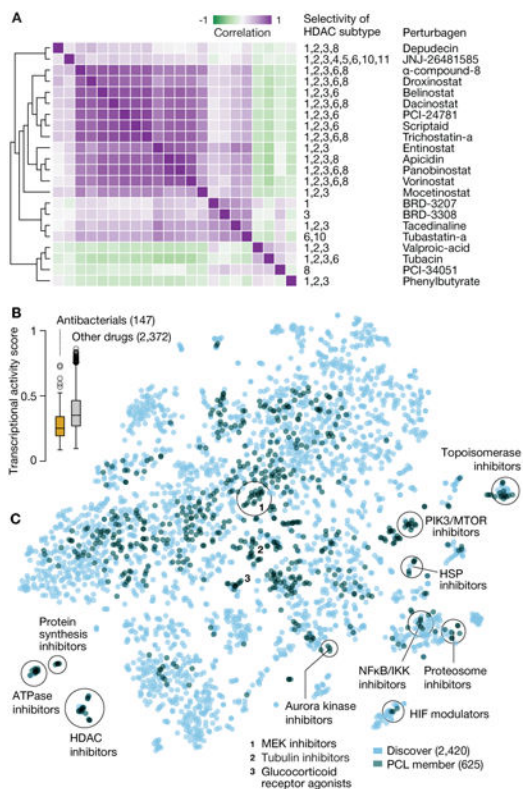 A
-1
1
Correlation
Selectivity of
HDAC subtype
Perturbagen
1,2,3,8 Depudecin
1,2,3,4,5,6,10,11 JNJ-26481585
1,2,3,6,8 α-compound-8
1,2,3,6,8 Droxinostat
1,2,3,6 Belinostat
1,2,3,6,8 Dacinostat
1,2,3,6 PCI-24781
1,2,3,6 Scriptaid
1,2,3,6,8 Trichostatin-a
1,2,3 Entinostat
1,2,3,8 Apicidin
1,2,3,6,8 Panobinostat
1,2,3,6,8 Vorinostat
1,2,3 Mocetinostat
1 BRD-3207
3 BRD-3308
1,2,3 Tacedinaline
6,10 Tubastatin-a
1,2,3 Valproic-acid
1,2,3,6 Tubacin
8 PCI-34051
1,2,3 Phenylbutyrate
B
Antibacterials (147)
Other drugs (2,372)
Transcriptional activity score
1
0.5
0
C
1
2
3
Topoisomerase
inhibitors
PIK3/MTOR
inhibitors
HSP
inhibitors
Protein
synthesis inhibitors
ATPase
inhibitors
HDAC
inhibitors
Aurora kinase
inhibitors
NFκB/IKK
inhibitors
Proteosome
inhibitors
HIF modulators
1 MEK inhibitors
2 Tubulin inhibitors
3 Glucocorticoid
receptor agonists
Discover (2,420)
PCL member (625)